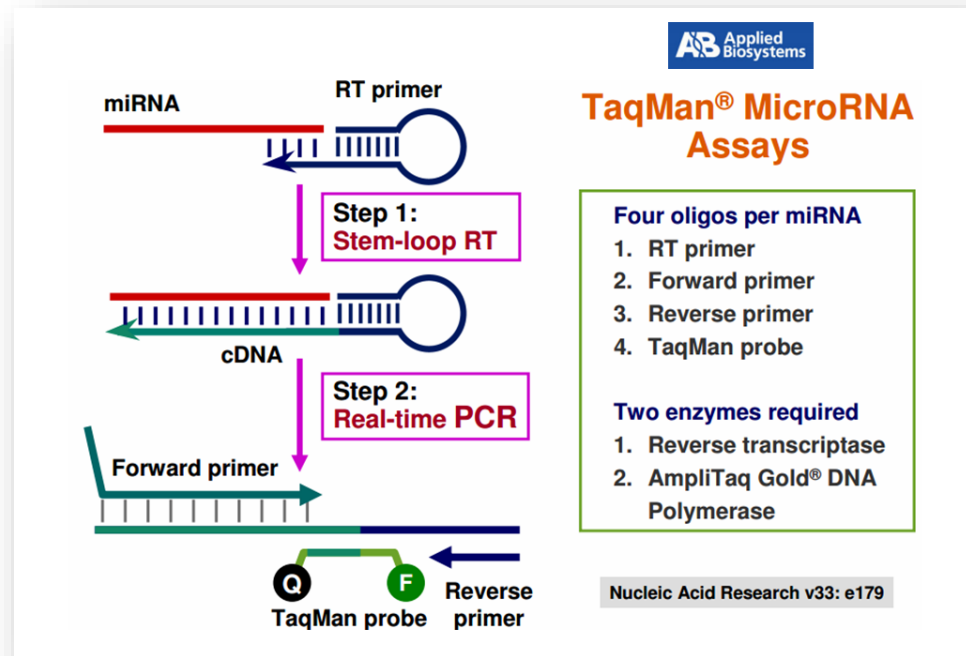 AB Applied
Biosystems
TaqMan® MicroRNA
Assays
miRNA
RT primer
Step 1:
Stem-loop RT
cDNA
Step 2:
Real-time PCR
Forward primer
Q
F
TaqMan probe
Reverse
primer
Four oligos per miRNA
1. RT primer
2. Forward primer
3. Reverse primer
4. TaqMan probe
Two enzymes required
1. Reverse transcriptase
2. AmpliTaq Gold® DNA
Polymerase
Nucleic Acid Research v33: e179